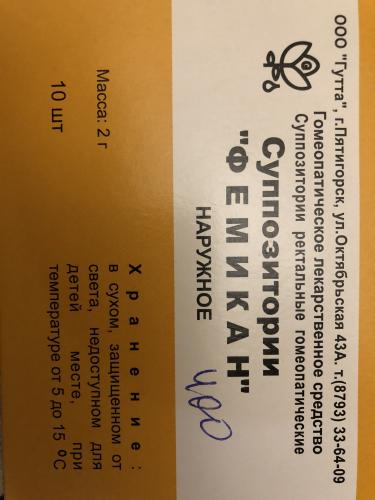 ООО "Гутта", г.Пятигорск, ул.Октябрьская 43А. т.(8793) 33-64-09
Гомеопатическое лекарственное средство
Суппозитории ректальные гомеопатические
Суппозитории
"ФЕМИКАН"
НАРУЖНОЕ
400
Масса: 2 г
10 шт
Хранение:
в сухом, защищенном от
света, недоступном для
детей месте, при
температуре от 5 до 15 ºС